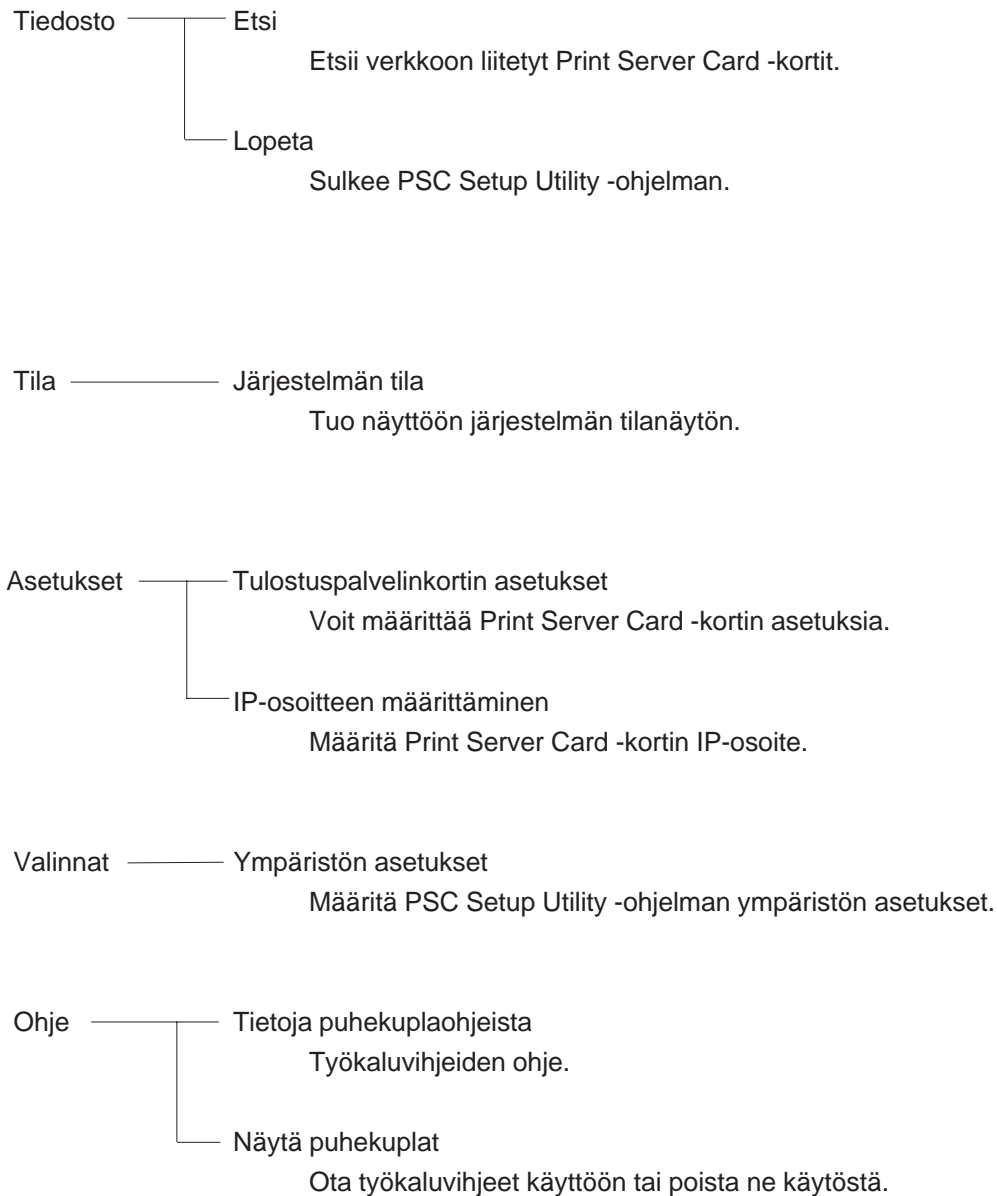 Tiedosto Etsi
Etsii verkkoon liitetyt Print Server Card -kortit.
Lopeta
Sulkee PSC Setup Utility -ohjelman.
Tila Järjestelmän tila
Tuo näyttöön järjestelmän tilanäytön.
Asetukset Tulostuspalvelinkortin asetukset
Voit määrittää Print Server Card -kortin asetuksia.
IP-osoitteen määrittäminen
Määritä Print Server Card -kortin IP-osoite.
Valinnat Ympäristön asetukset
Määritä PSC Setup Utility -ohjelman ympäristön asetukset.
Ohje Tietoja puhekuplaohjeista
Työkaluvihjeiden ohje.
Näytä puhekuplat
Ota työkaluvihjeet käyttöön tai poista ne käytöstä.